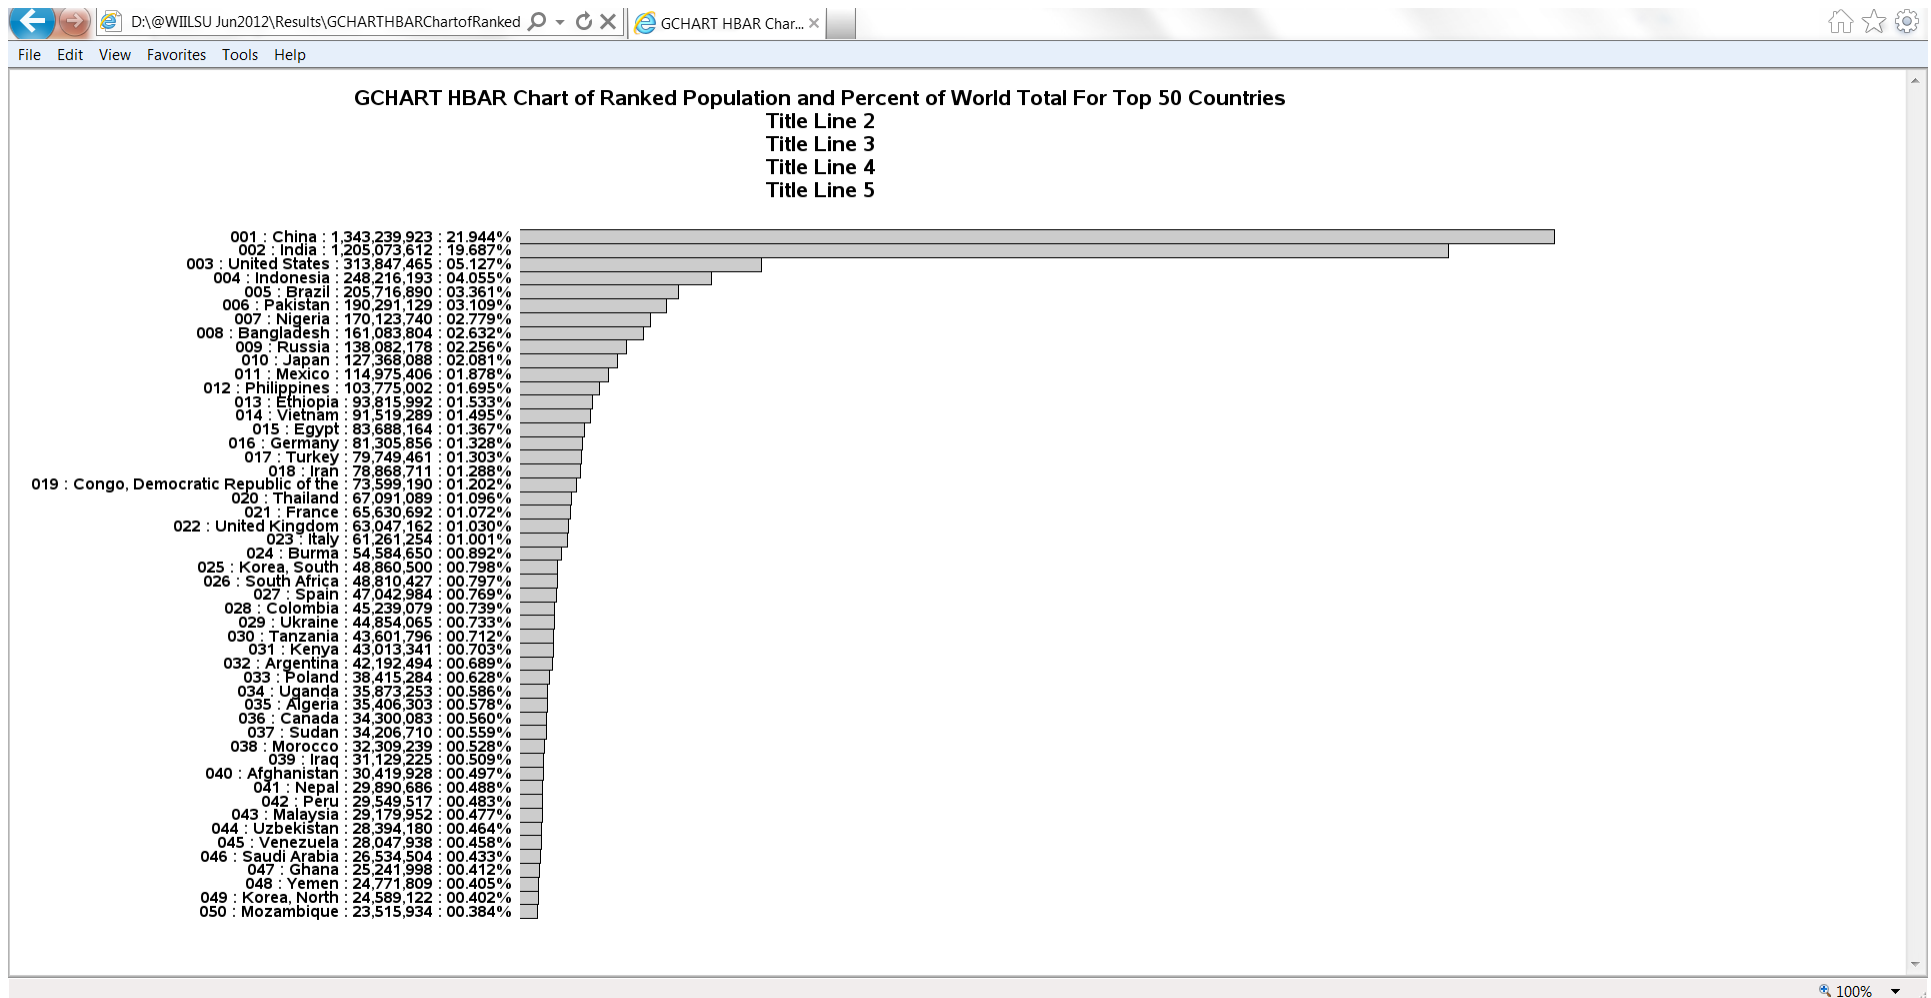 D:\@WIILSU Jun2012\Results\GCHARTHBARChartofRanked
GCHART HBAR Char...
File Edit View Favorites Tools Help
GCHART HBAR Chart of Ranked Population and Percent of World Total For Top 50 Countries
Title Line 2
Title Line 3
Title Line 4
Title Line 5
001 : China : 1,343,239,923 : 21.944%
002 : India : 1,205,073,612 : 19.687%
003 : United States : 313,847,465 : 05.127%
004 : Indonesia : 248,216,193 : 04.055%
005 : Brazil : 205,716,890 : 03.361%
006 : Pakistan : 190,291,129 : 03.109%
007 : Nigeria : 170,123,740 : 02.779%
008 : Bangladesh : 161,083,804 : 02.632%
009 : Russia : 138,082,178 : 02.256%
010 : Japan : 127,368,088 : 02.081%
011 : Mexico : 114,975,406 : 01.878%
012 : Philippines : 103,775,002 : 01.695%
013 : Ethiopia : 93,815,992 : 01.533%
014 : Vietnam : 91,519,289 : 01.495%
015 : Egypt : 83,688,164 : 01.367%
016 : Germany : 81,305,856 : 01.328%
017 : Turkey : 79,749,461 : 01.303%
018 : Iran : 78,868,711 : 01.288%
019 : Congo, Democratic Republic of the : 73,599,190 : 01.202%
020 : Thailand : 67,091,089 : 01.096%
021 : France : 65,630,692 : 01.072%
022 : United Kingdom : 63,047,162 : 01.030%
023 : Italy : 61,261,254 : 01.001%
024 : Burma : 54,584,650 : 00.892%
025 : Korea, South : 48,860,500 : 00.798%
026 : South Africa : 48,810,427 : 00.797%
027 : Spain : 47,042,984 : 00.769%
028 : Colombia : 45,239,079 : 00.739%
029 : Ukraine : 44,854,065 : 00.733%
030 : Tanzania : 43,601,796 : 00.712%
031 : Kenya : 43,013,341 : 00.703%
032 : Argentina : 42,192,494 : 00.689%
033 : Poland : 38,415,284 : 00.628%
034 : Uganda : 35,873,253 : 00.586%
035 : Algeria : 35,406,303 : 00.578%
036 : Canada : 34,300,083 : 00.560%
037 : Sudan : 34,206,710 : 00.559%
038 : Morocco : 32,309,239 : 00.528%
039 : Iraq : 31,129,225 : 00.509%
040 : Afghanistan : 30,419,928 : 00.497%
041 : Nepal : 29,890,686 : 00.488%
042 : Peru : 29,549,517 : 00.483%
043 : Malaysia : 29,179,952 : 00.477%
044 : Uzbekistan : 28,394,180 : 00.464%
045 : Venezuela : 28,047,938 : 00.458%
046 : Saudi Arabia : 26,534,504 : 00.433%
047 : Ghana : 25,241,998 : 00.412%
048 : Yemen : 24,771,809 : 00.405%
049 : Korea, North : 24,589,122 : 00.402%
050 : Mozambique : 23,515,934 : 00.384%
100%